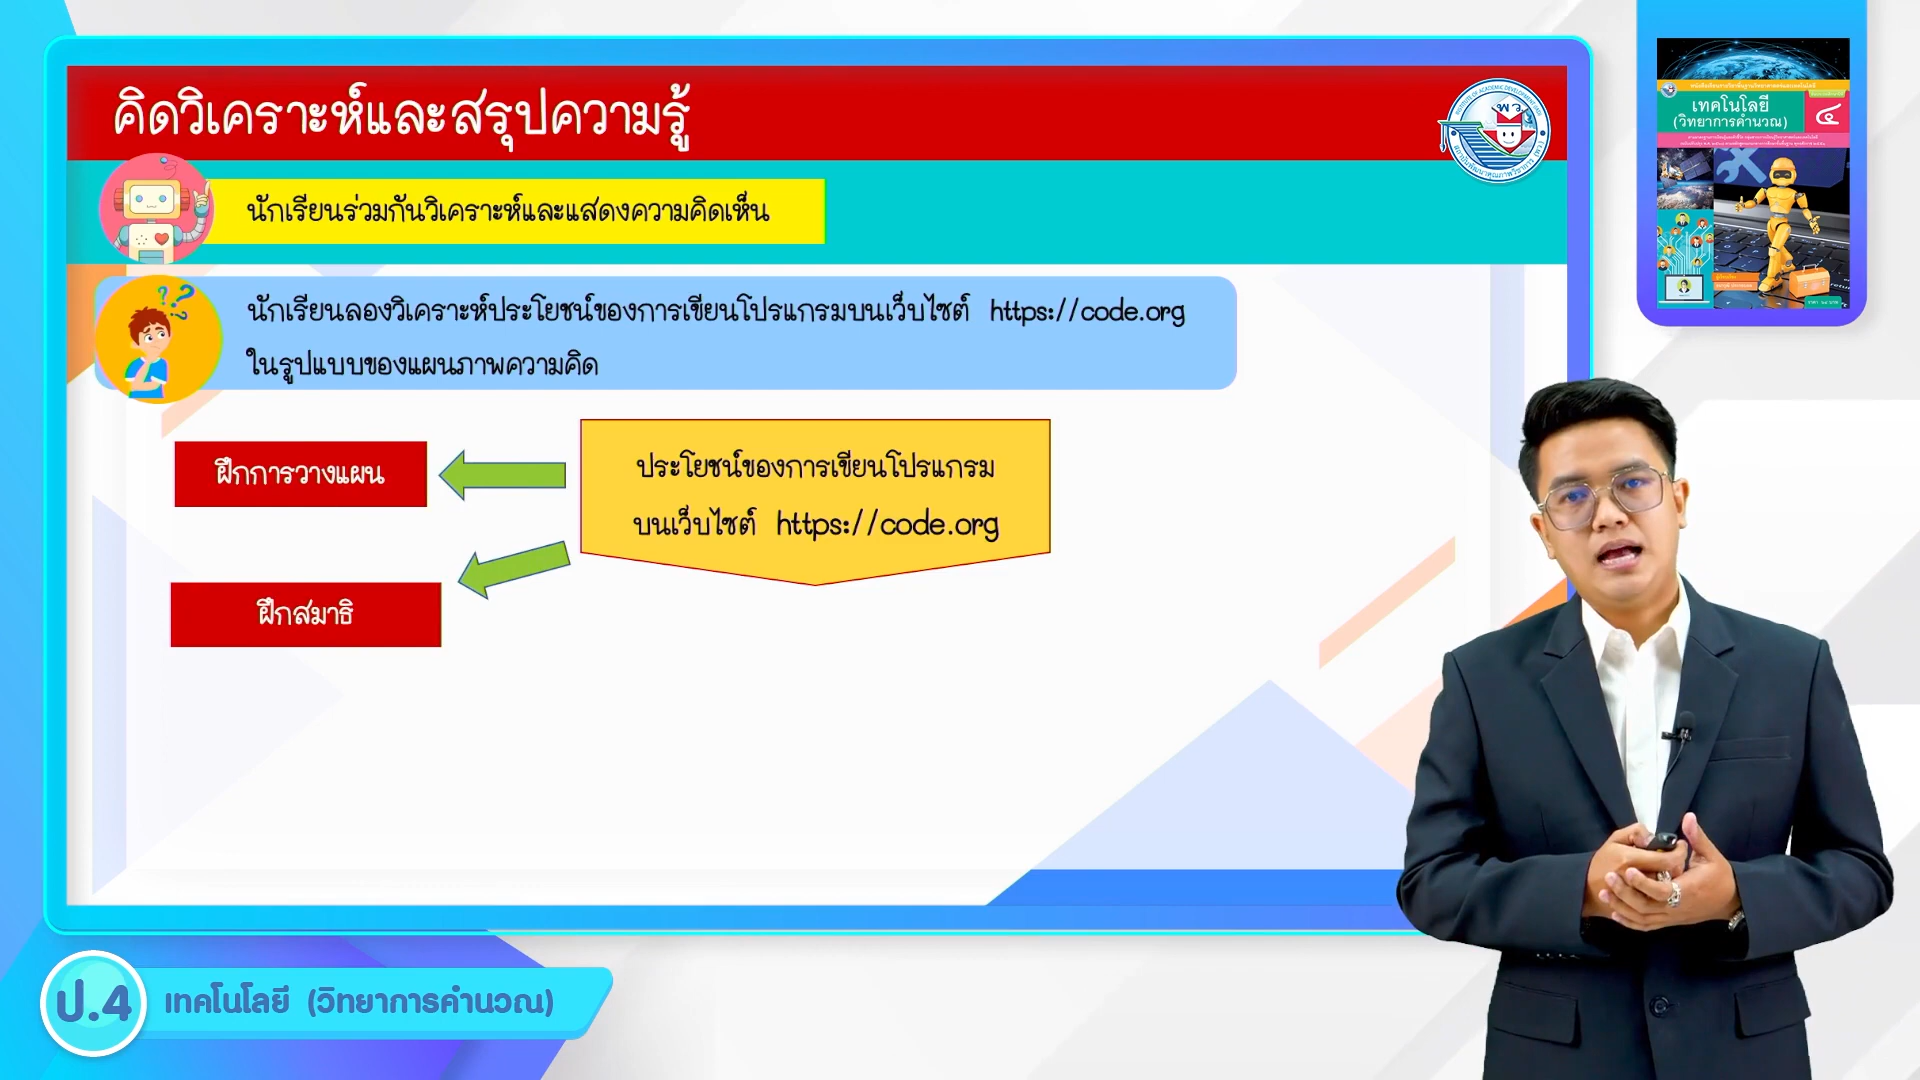 คิดวิเคราะห์และสรุปความรู้
นักเรียนร่วมกันวิเคราะห์และแสดงความคิดเห็น
นักเรียนลองวิเคราะห์ประโยชน์ของการเขียนโปรแกรมบนเว็บไซต์ https://code.org
ในรูปแบบของแผนภาพความคิด
ฝึกการวางแผน
ประโยชน์ของการเขียนโปรแกรม
บนเว็บไซต์ https://code.org
ฝึกสมาธิ
พว.
เทคโนโลยี
(วิทยาการคำนวณ)
๔
ป.4 เทคโนโลยี (วิทยาการคำนวณ)